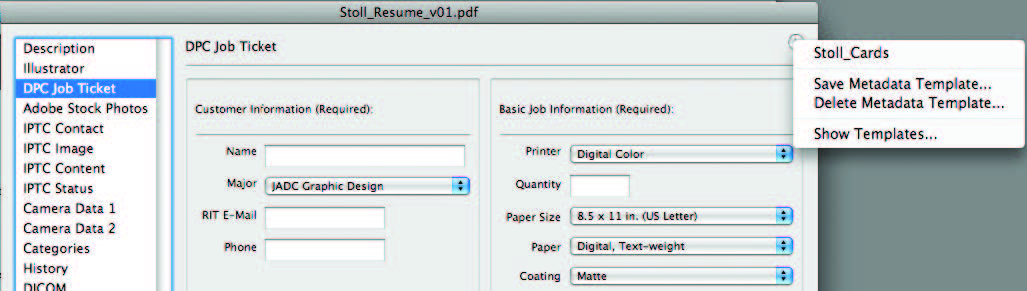 Stoll_Resume_v01.pdf
Description
Illustrator
DPC Job Ticket
Adobe Stock Photos
IPTC Contact
IPTC Image
IPTC Content
IPTC Status
Camera Data 1
Camera Data 2
Categories
History
DICOM
DPC Job Ticket
Customer Information (Required):
Name
Major JADC Graphic Design
RIT E-Mail
Phone
Basic Job Information (Required):
Printer Digital Color
Quantity
Paper Size 8.5 x 11 in. (US Letter)
Paper Digital, Text-weight
Coating Matte
Stoll_Cards
Save Metadata Template...
Delete Metadata Template...
Show Templates...